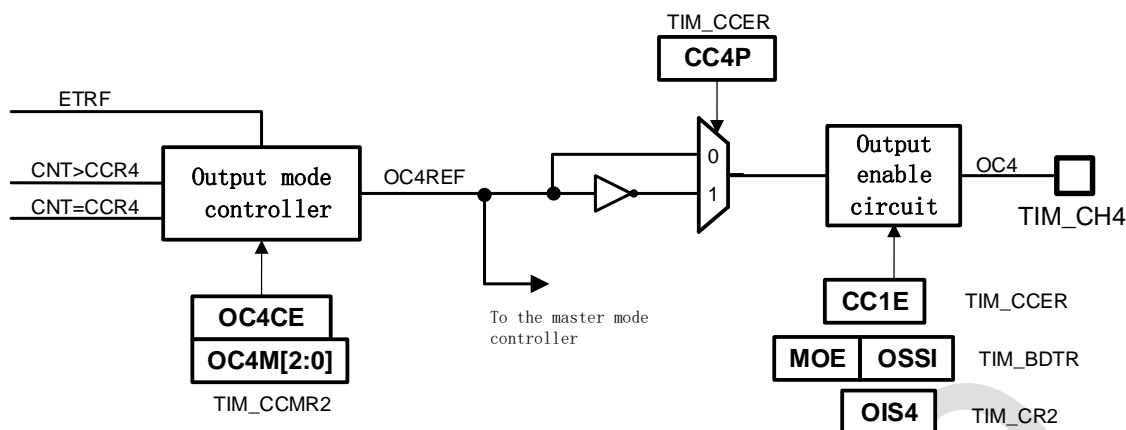 TIM_CCER
CC4P
ETRF
CNT>CCR4
CNT=CCR4
Output mode
controller
OC4REF
0
1
Output
enable
circuit
OC4
TIM_CH4
To the master mode
controller
OC4CE
OC4M[2:0]
TIM_CCMR2
CC1E
TIM_CCER
MOE OSSI TIM_BDTR
OIS4 TIM_CR2